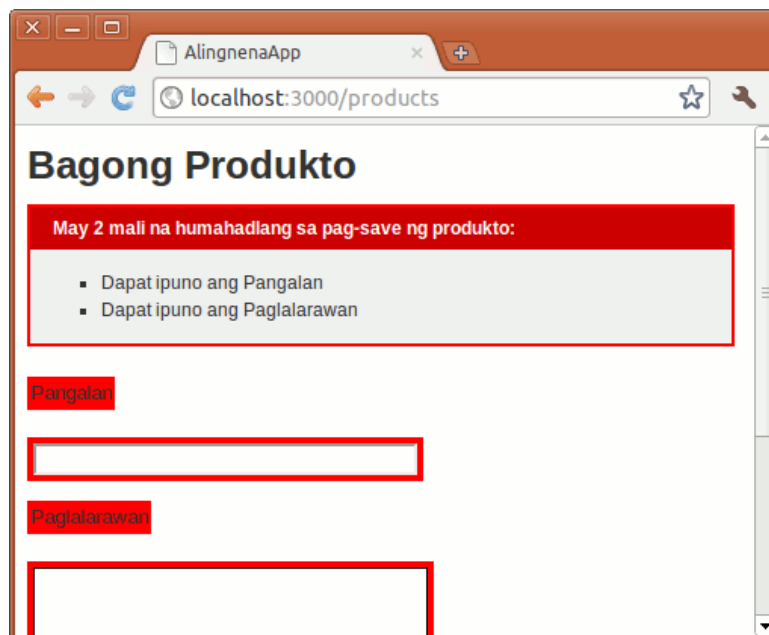 AlingnenaApp
localhost:3000/products
Bagong Produkto
May 2 mali na humahadlang sa pag-save ng produkto:
Dapat ipuno ang Pangalan
Dapat ipuno ang Paglalarawan
Pangalan
Paglalarawan